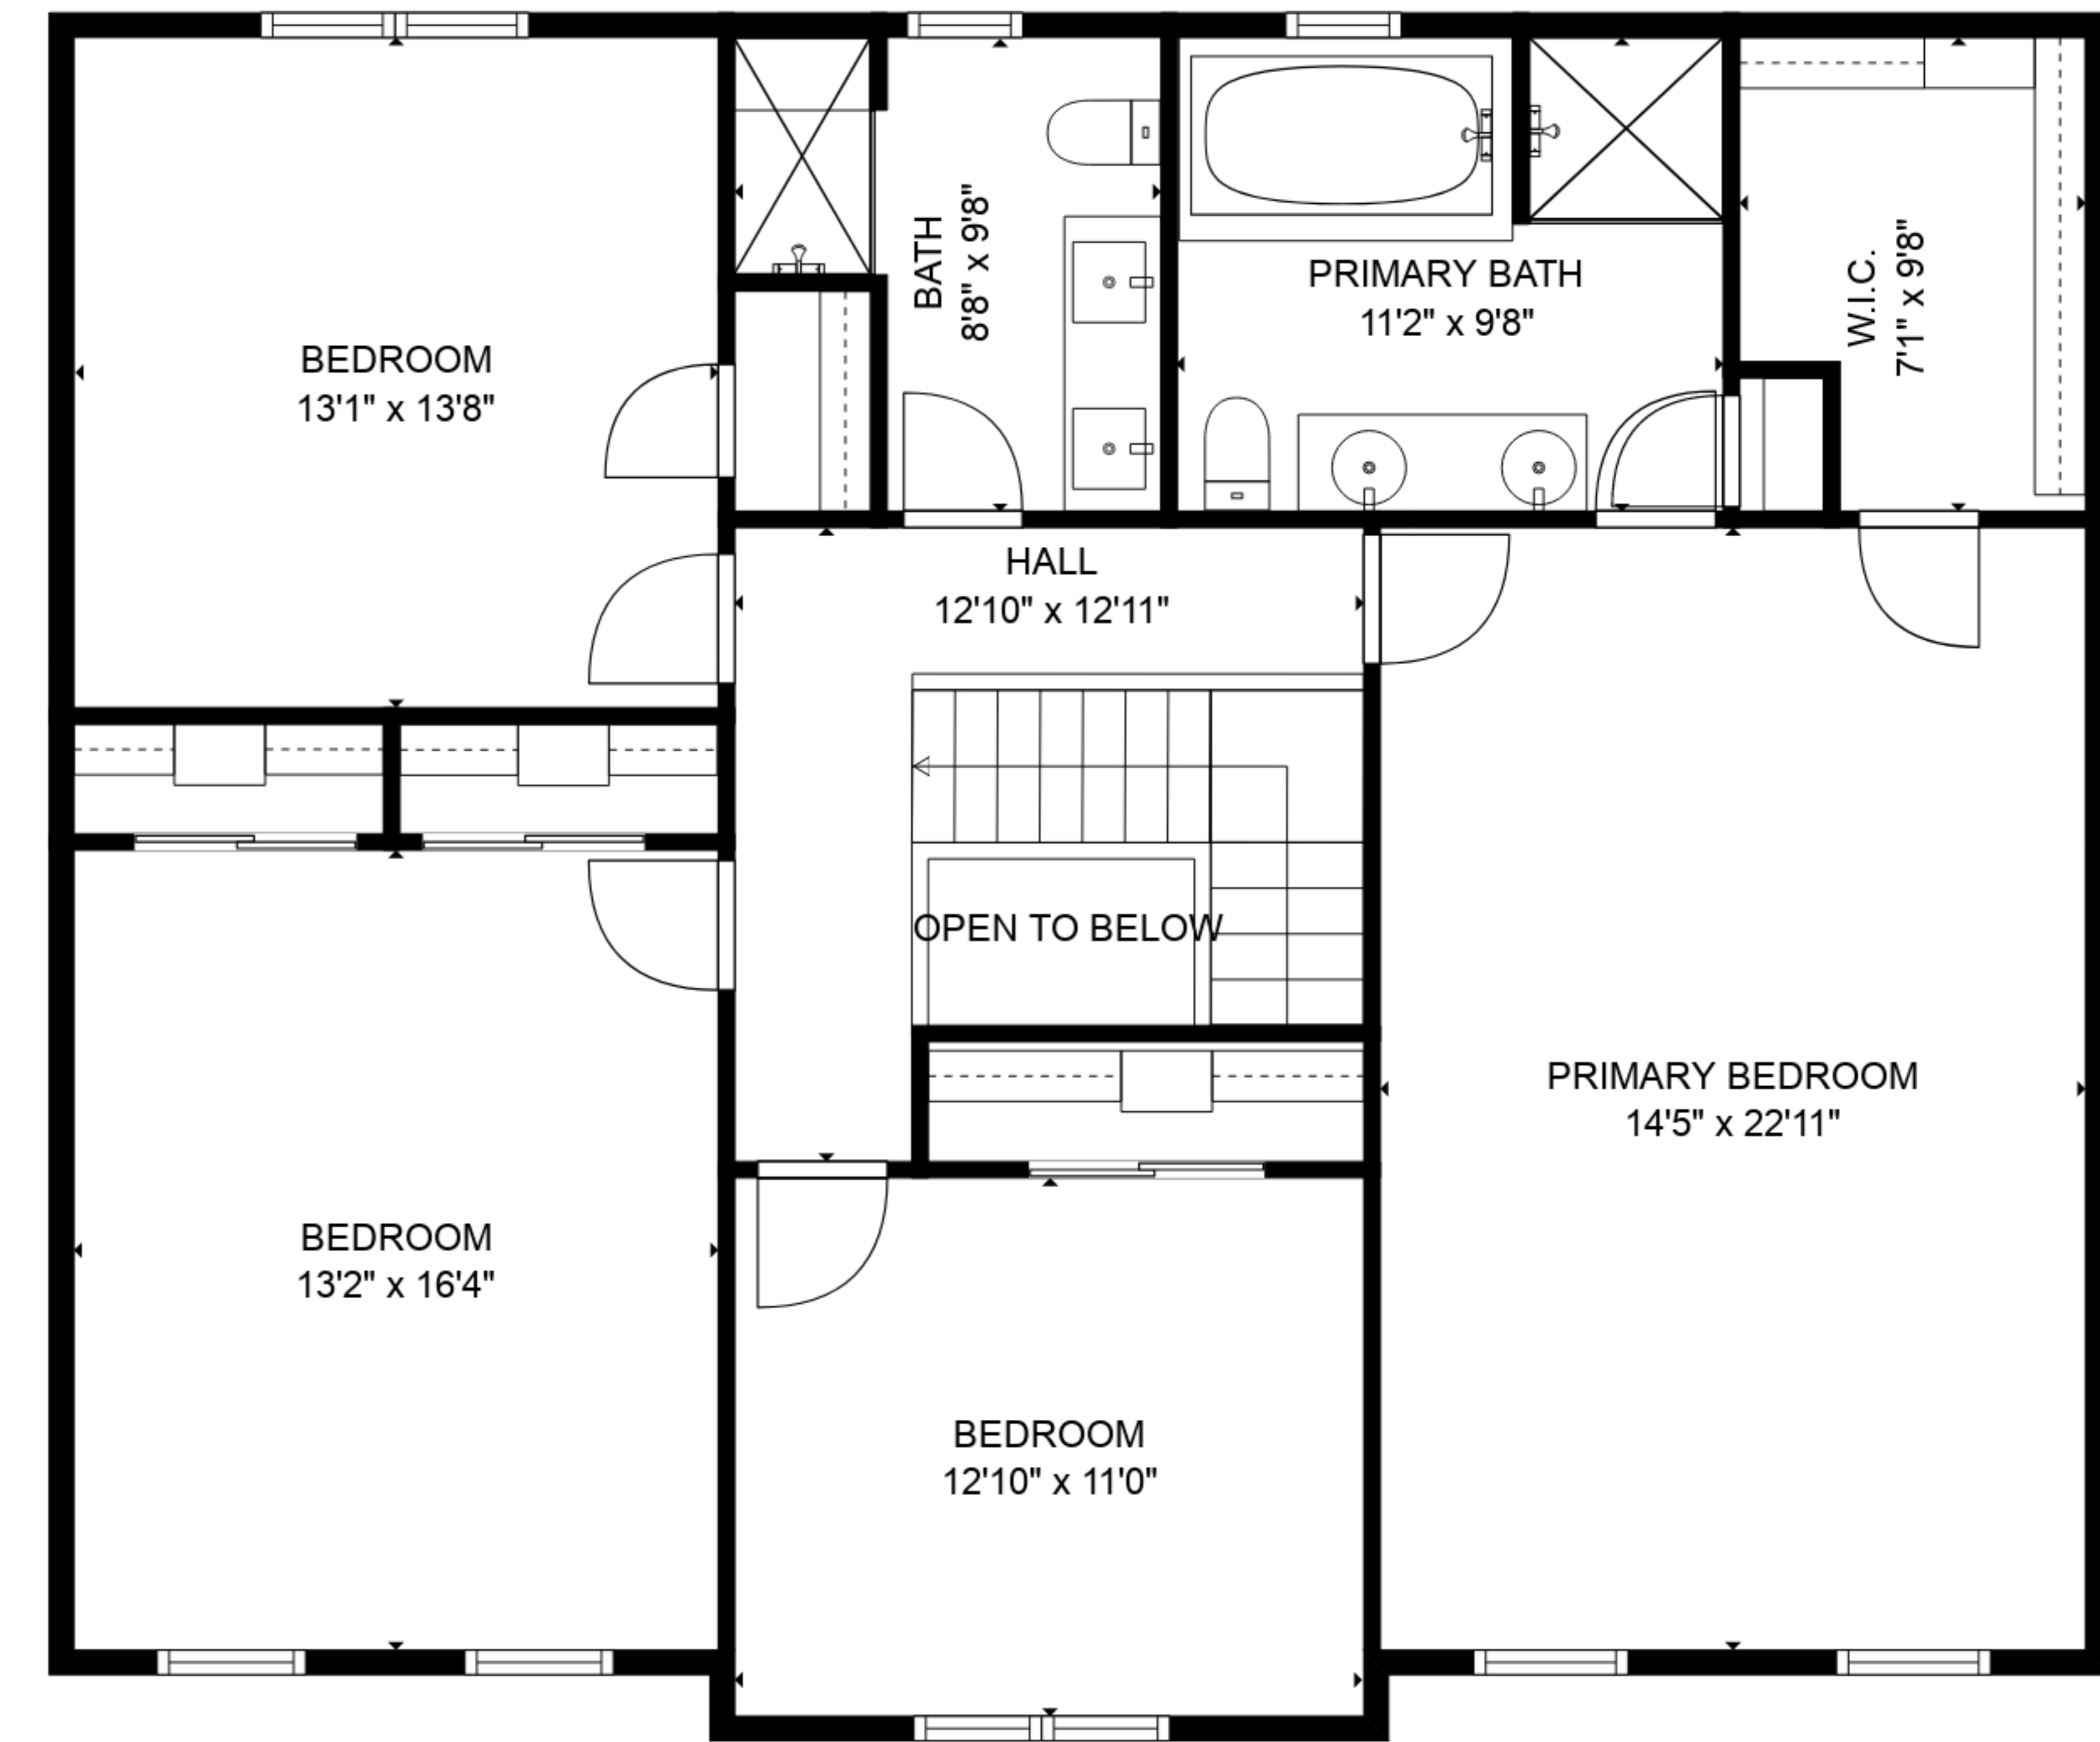 BEDROOM
13'1" x 13'8"
BATH
8'8" x 9'8"
PRIMARY BATH
11'2" x 9'8"
W.I.C.
7'1" x 9'8"
HALL
12'10" x 12'11"
OPEN TO BELOW
PRIMARY BEDROOM
14'5" x 22'11"
BEDROOM
13'2" x 16'4"
BEDROOM
12'10" x 11'0"